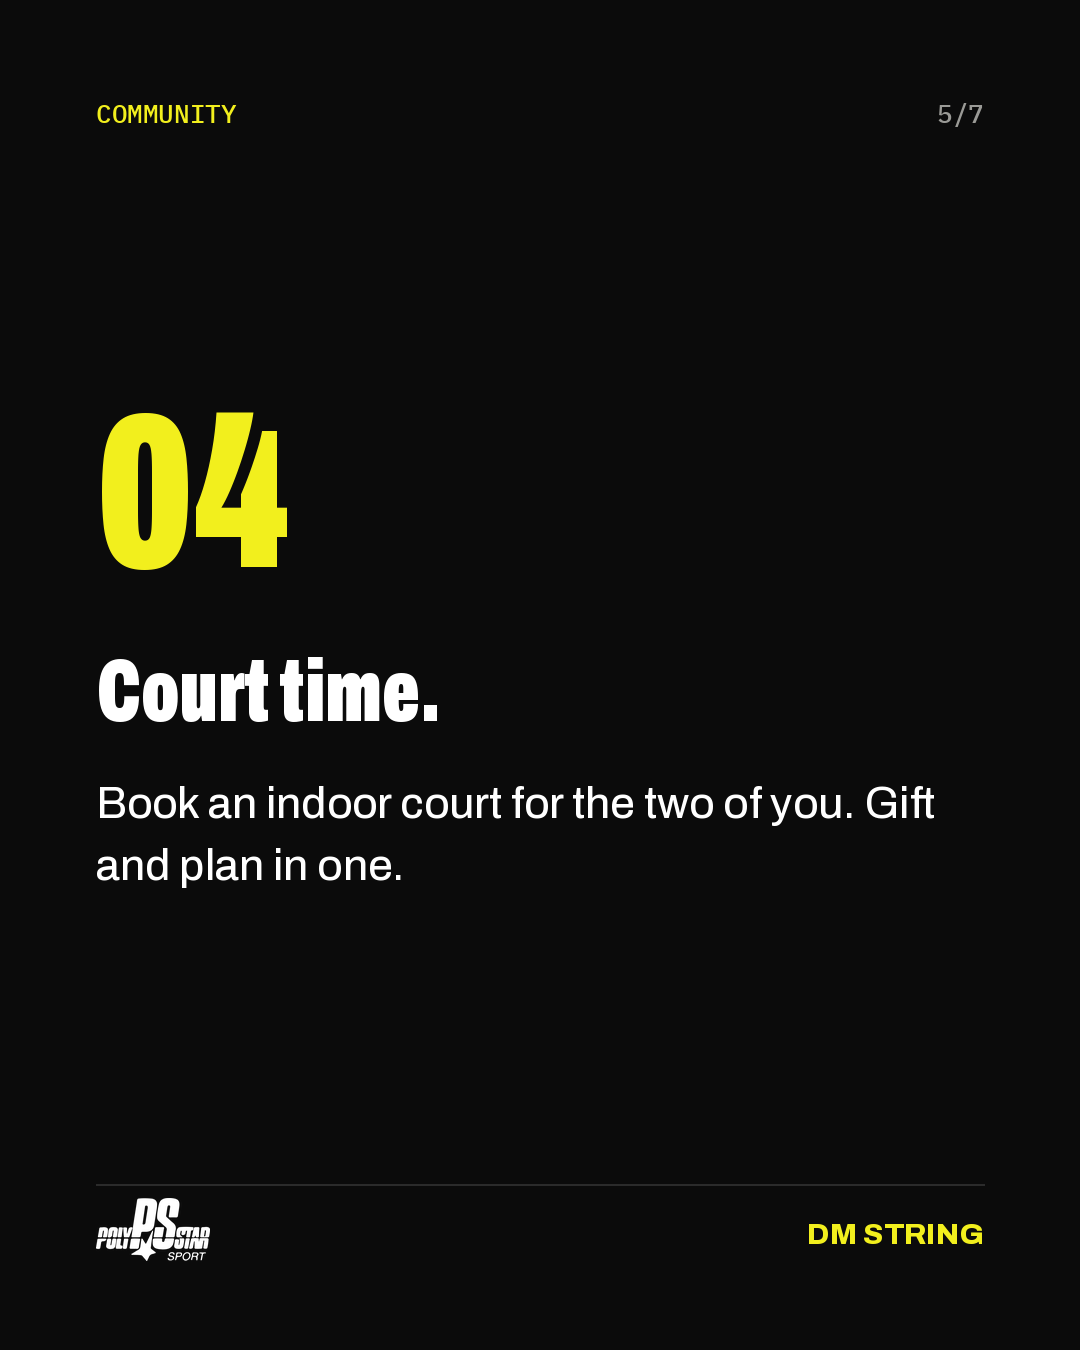 COMMUNITY
5/7
04
Court time.
Book an indoor court for the two of you. Gift
and plan in one.
POLY PS STAR
SPORT
DM STRING